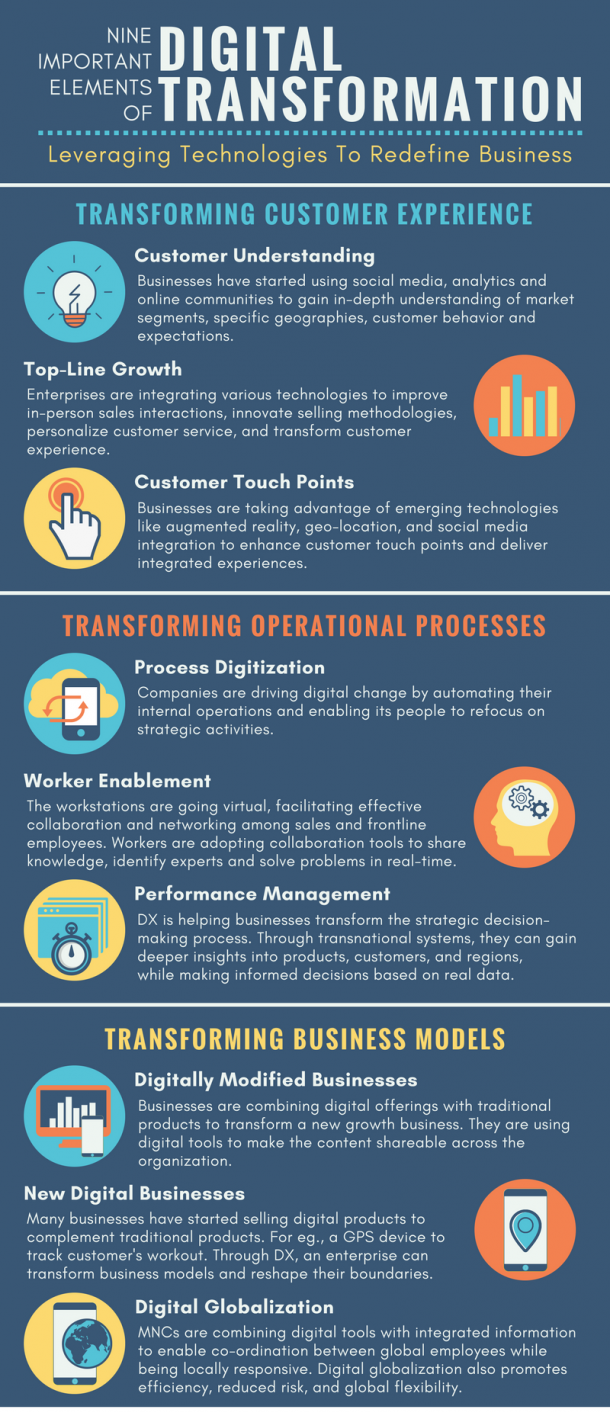 NINE
IMPORTANT
ELEMENTS
OF
DIGITAL
TRANSFORMATION
Leveraging Technologies To Redefine Business
TRANSFORMING CUSTOMER EXPERIENCE
Customer Understanding
Businesses have started using social media, analytics and
online communities to gain in-depth understanding of market
segments, specific geographies, customer behavior and
expectations.
Top-Line Growth
Enterprises are integrating various technologies to improve
in-person sales interactions, innovate selling methodologies,
personalize customer service, and transform customer
experience.
Customer Touch Points
Businesses are taking advantage of emerging technologies
like augmented reality, geo-location, and social media
integration to enhance customer touch points and deliver
integrated experiences.
TRANSFORMING OPERATIONAL PROCESSES
Process Digitization
Companies are driving digital change by automating their
internal operations and enabling its people to refocus on
strategic activities.
Worker Enablement
The workstations are going virtual, facilitating effective
collaboration and networking among sales and frontline
employees. Workers are adopting collaboration tools to share
knowledge, identify experts and solve problems in real-time.
Performance Management
DX is helping businesses transform the strategic decision-
making process. Through transnational systems, they can gain
deeper insights into products, customers, and regions,
while making informed decisions based on real data.
TRANSFORMING BUSINESS MODELS
Digitally Modified Businesses
Businesses are combining digital offerings with traditional
products to transform a new growth business. They are using
digital tools to make the content shareable across the
organization.
New Digital Businesses
Many businesses have started selling digital products to
complement traditional products. For eg., a GPS device to
track customer's workout. Through DX, an enterprise can
transform business models and reshape their boundaries.
Digital Globalization
MNCs are combining digital tools with integrated information
to enable co-ordination between global employees while
being locally responsive. Digital globalization also promotes
efficiency, reduced risk, and global flexibility.